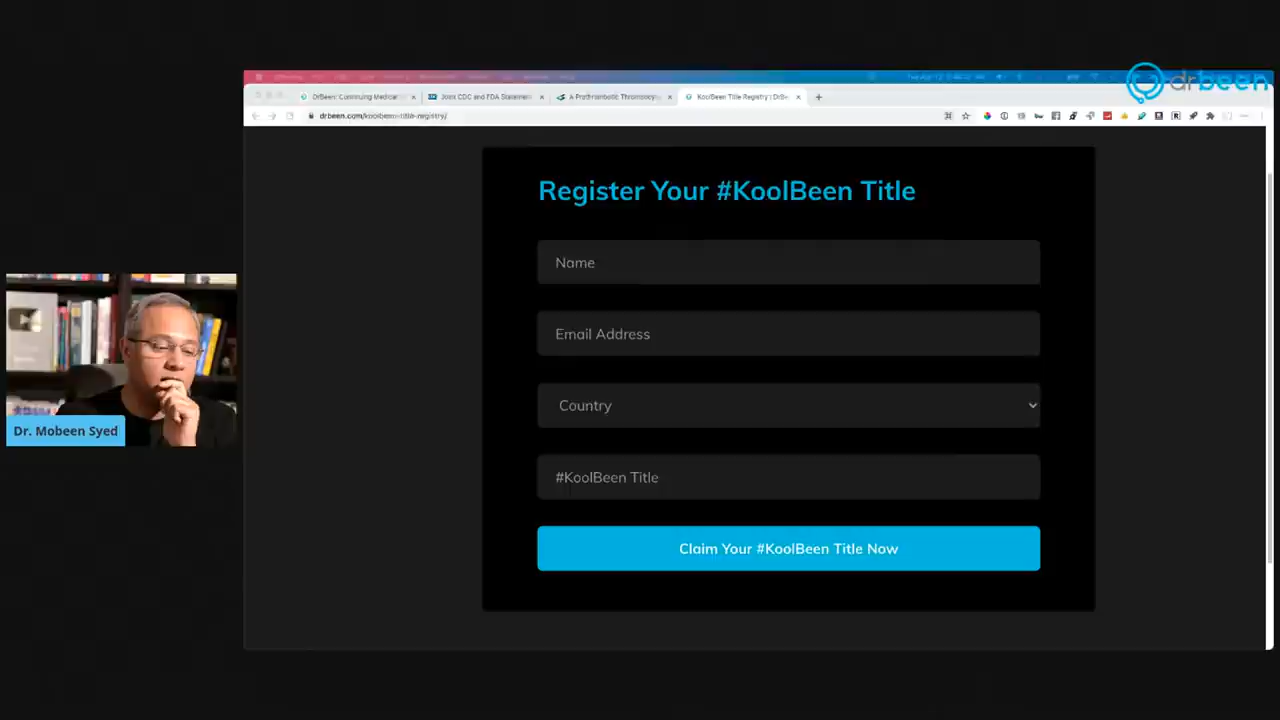 drbeen
DrBeen: Continuing Medical
Joint CDC and FDA Statement
A Prothrombotic Thrombocyto
KoolBeen Title Registry | DrBe
drbeen.com/koolbeen-title-registry/
Register Your #KoolBeen Title
Name
Email Address
Country
#KoolBeen Title
Claim Your #KoolBeen Title Now
Dr. Mobeen Syed